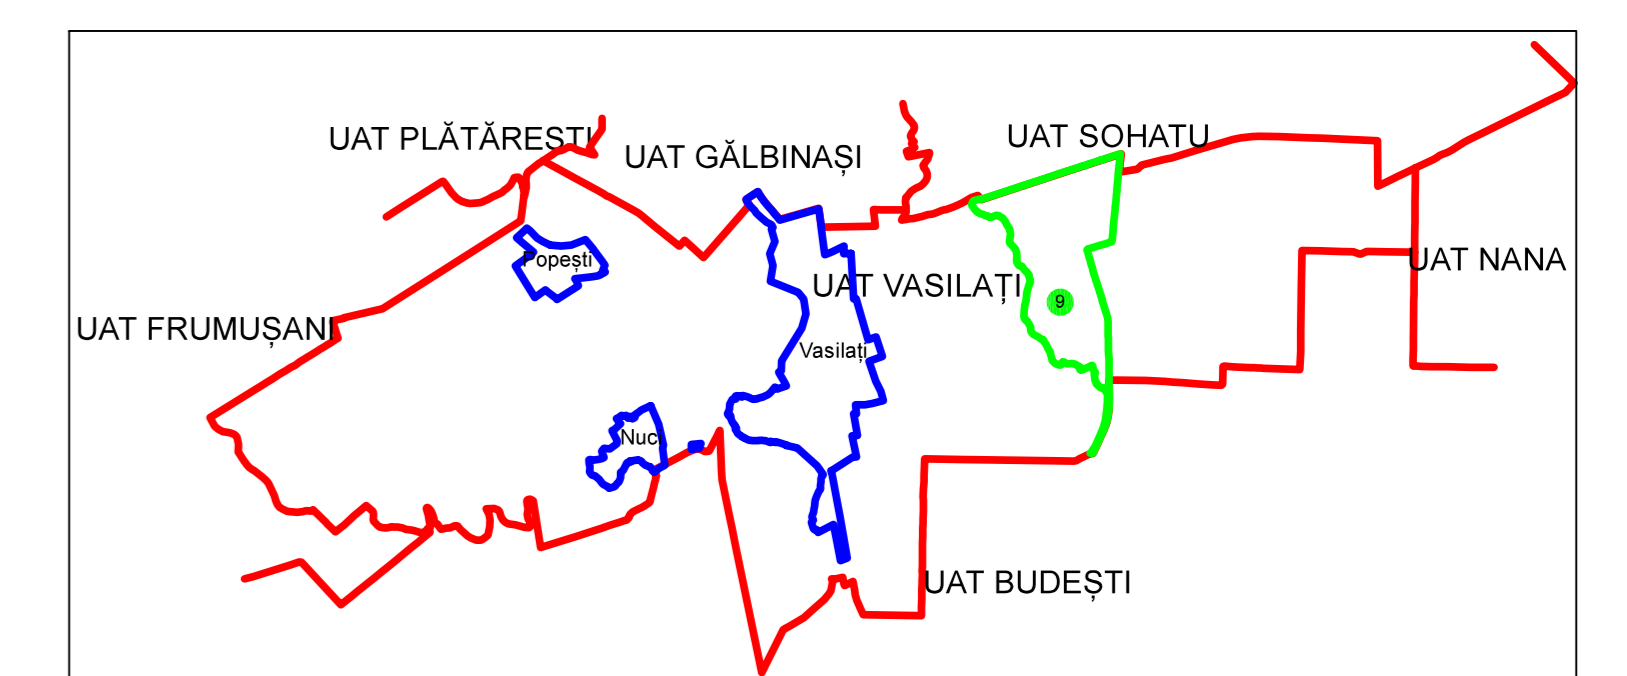 UAT PLĂTĂREȘTI
UAT GĂLBINAȘI
UAT SOHATU
Popești
UAT VASILAȚI
UAT NANA
9
UAT FRUMUȘANI
Vasilați
Nuci
UAT BUDEȘTI